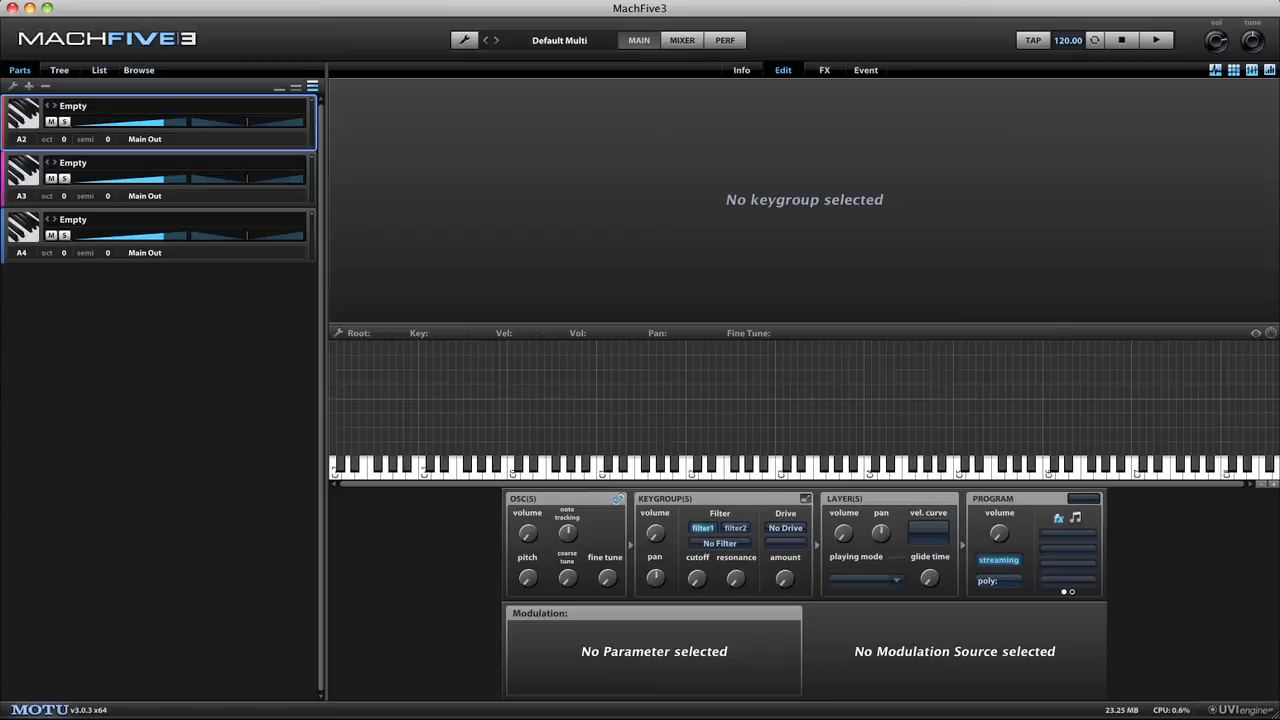 MachFive3
MACHFIVE|3
Default Multi
MAIN
MIXER
PERF
TAP
120.00
vol
tune
Parts
Tree
List
Browse
Info
Edit
FX
Event
Empty
M S
A2 oct 0 semi 0 Main Out
Empty
M S
A3 oct 0 semi 0 Main Out
Empty
M S
A4 oct 0 semi 0 Main Out
No keygroup selected
Root: Key: - Vel: - Vol: Pan: Fine Tune:
OSC(S)
volume
note
tracking
pitch
coarse
tune
fine tune
KEYGROUP(S)
volume
Filter
Drive
filter1
filter2
No Drive
No Filter
pan
cutoff
resonance
amount
LAYER(S)
volume
pan
vel. curve
playing mode
glide time
PROGRAM
volume
fx
streaming
poly:
Modulation:
No Parameter selected
No Modulation Source selected
MOTU v3.0.3 x64
23.25 MB
CPU: 0.6%
UVIengine